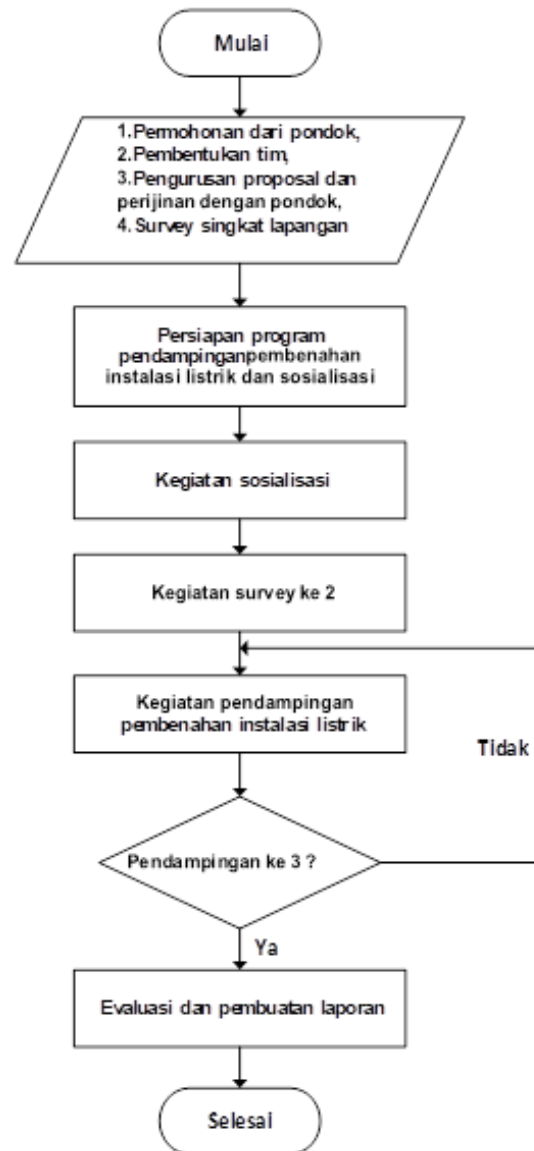 Mulai
1.Permohonan dari pondok,
2.Pembentukan tim,
3.Pengurusan proposal dan
perijinan dengan pondok,
4.Survey singkat lapangan
Persiapan program
pendampinganpembenahan
instalasi listrik dan sosialisasi
Kegiatan sosialisasi
Kegiatan survey ke 2
Kegiatan pendampingan
pembenahan instalasi listrik
Tidak
Pendampingan ke 3 ?
Ya
Evaluasi dan pembuatan laporan
Selesai